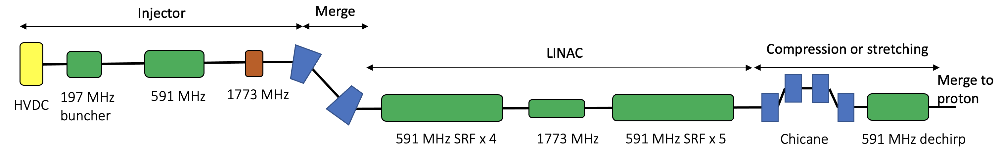 Injector
Merge
LINAC
Compression or stretching
Merge to
proton
HVDC
197 MHz
buncher
591 MHz
1773 MHz
591 MHz SRF x 4
1773 MHz
591 MHz SRF x 5
Chicane
591 MHz dechirp